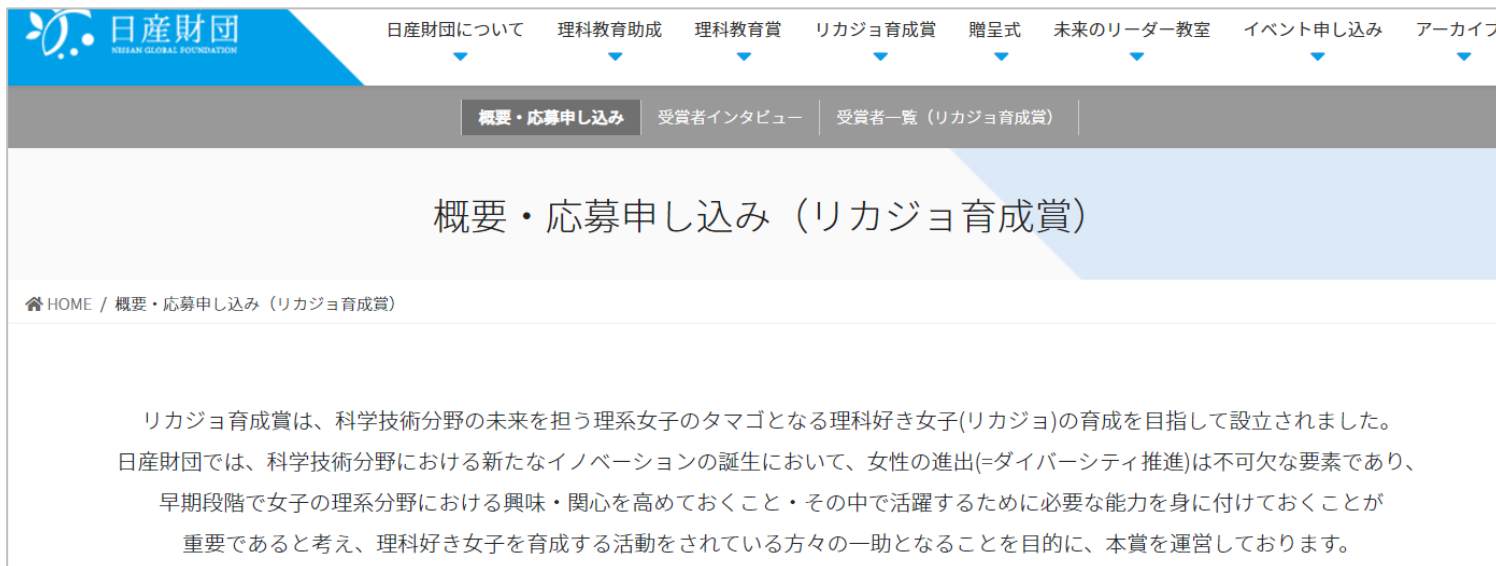 日産財団
NISSAN GLOBAL FOUNDATION
日産財団について 理科教育助成 理科教育賞 リカジョ育成賞 贈呈式 未来のリーダー教室 イベント申し込み アーカイブ
概要・応募申し込み 受賞者インタビュー 受賞者一覧（リカジョ育成賞）
概要・応募申し込み（リカジョ育成賞）
HOME / 概要・応募申し込み（リカジョ育成賞）
リカジョ育成賞は、科学技術分野の未来を担う理系女子のタマゴとなる理科好き女子(リカジョ)の育成を目指して設立されました。
日産財団では、科学技術分野における新たなイノベーションの誕生において、女性の進出(=ダイバーシティ推進)は不可欠な要素であり、
早期段階で女子の理系分野における興味・関心を高めておくこと・その中で活躍するために必要な能力を身に付けておくことが
重要であると考え、理科好き女子を育成する活動をされている方々の一助となることを目的に、本賞を運営しております。